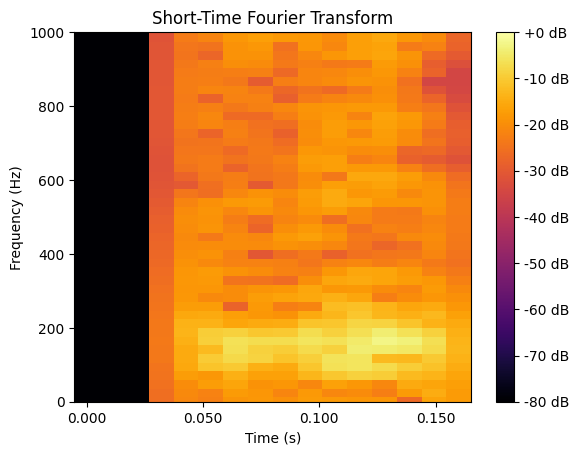 Short-Time Fourier Transform
1000
800
600
400
200
0
Frequency (Hz)
0.000
0.050
0.100
0.150
Time (s)
+0 dB
-10 dB
-20 dB
-30 dB
-40 dB
-50 dB
-60 dB
-70 dB
-80 dB